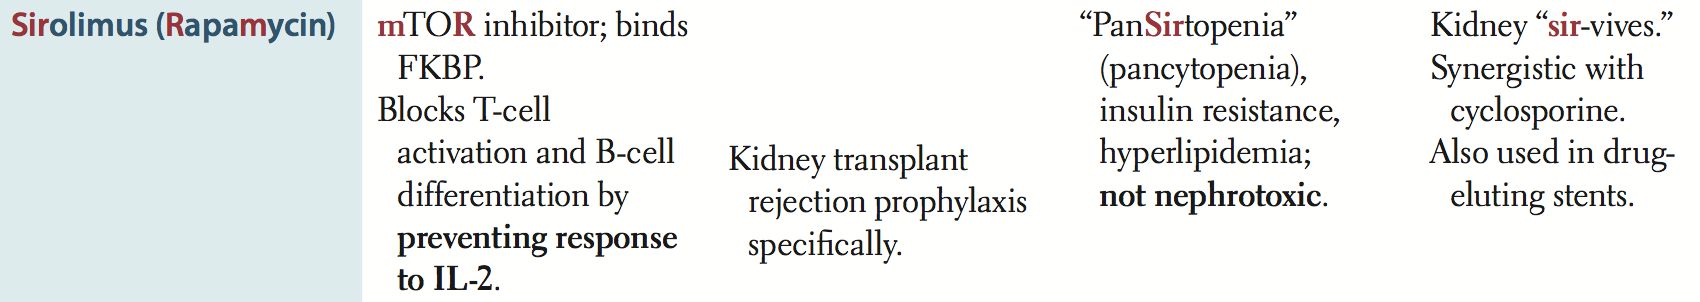 Sirolimus (Rapamycin)
mTOR inhibitor; binds
FKBP.
Blocks T-cell
activation and B-cell
differentiation by
preventing response
to IL-2.
Kidney transplant
rejection prophylaxis
specifically.
“PanSirtopenia”
(pancytopenia),
insulin resistance,
hyperlipidemia;
not nephrotoxic.
Kidney “sir-vives.”
Synergistic with
cyclosporine.
Also used in drug-
eluting stents.